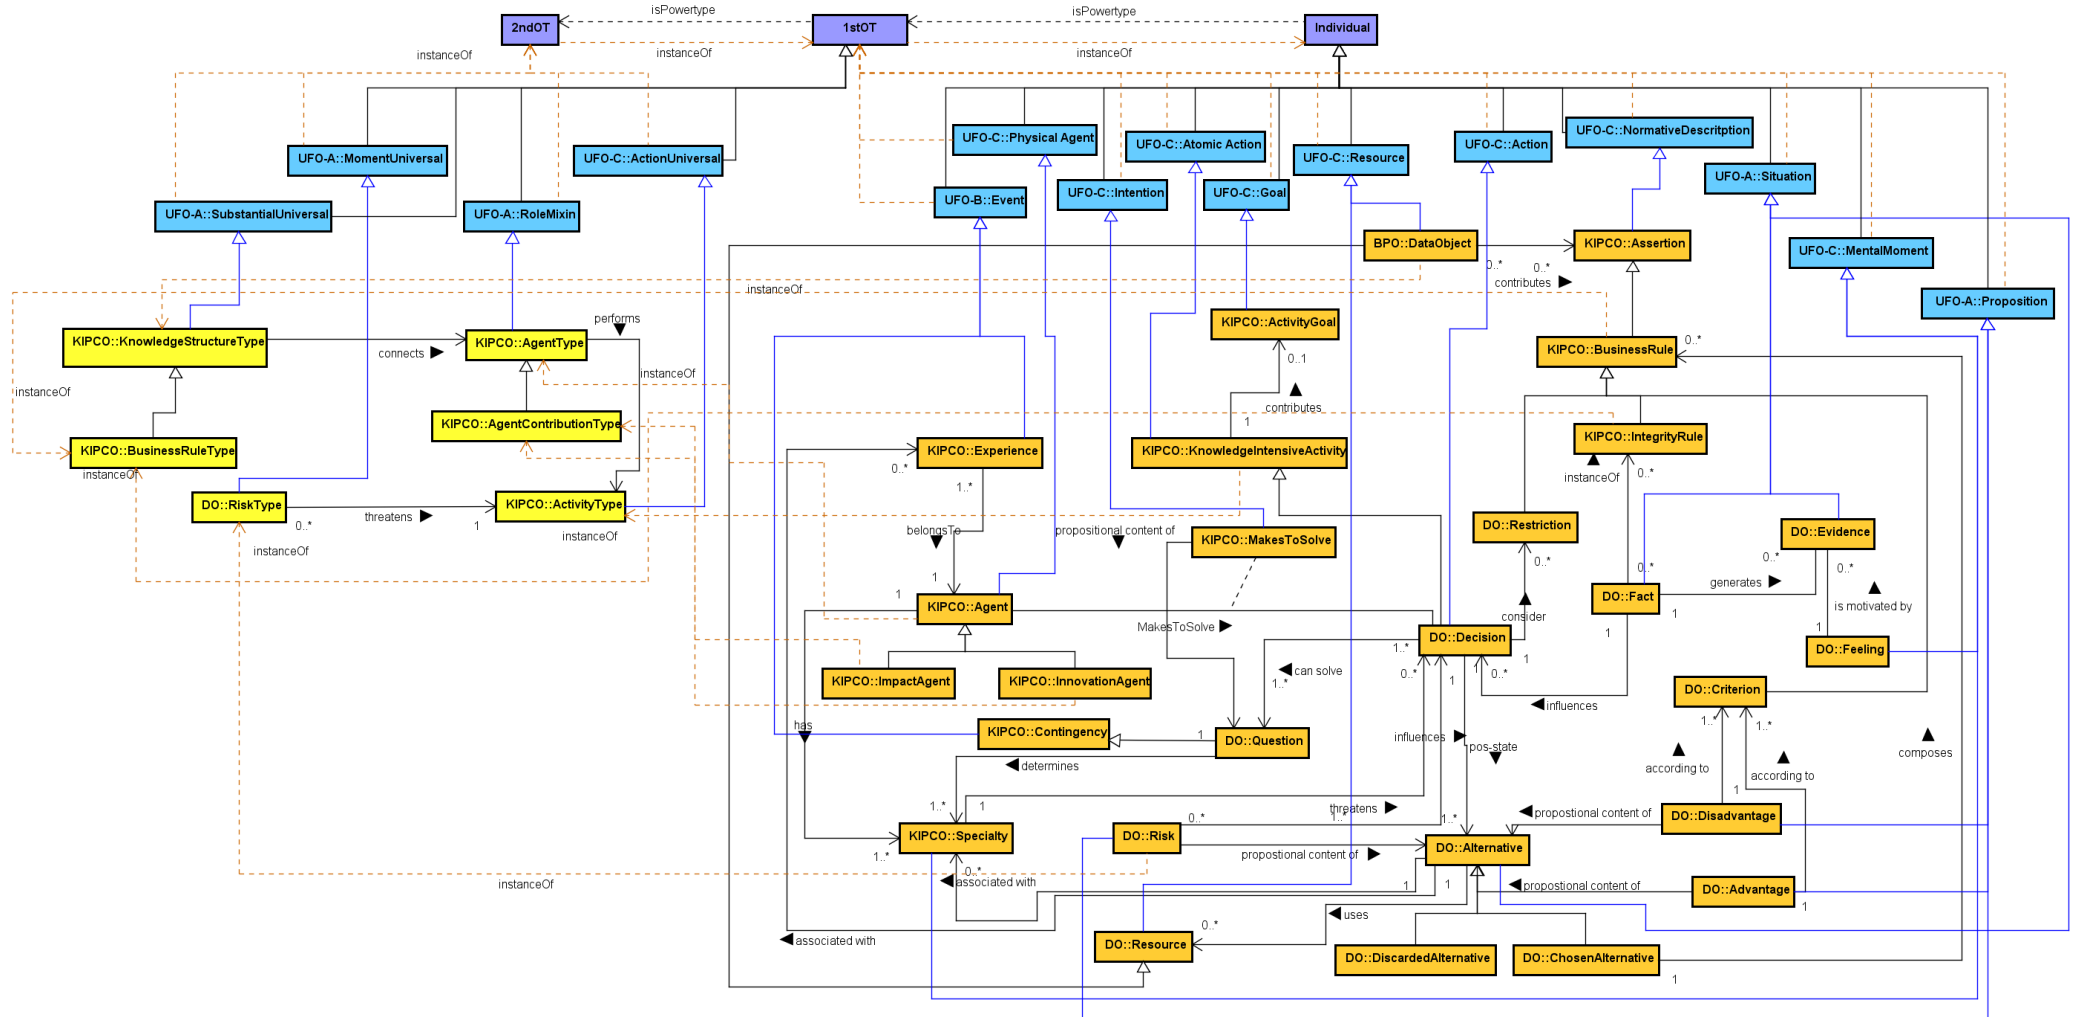 isPowertype
isPowertype
2ndOT
1stOT
Individual
instanceOf
instanceOf
instanceOf
UFO-C::Physical Agent
UFO-C::Atomic Action
UFO-C::NormativeDescritption
UFO-A::MomentUniversal
UFO-C::ActionUniversal
UFO-C::Resource
UFO-C::Action
UFO-A::Situation
UFO-B::Event
UFO-C::Intention
UFO-C::Goal
UFO-A::SubstantialUniversal
UFO-A::RoleMixin
BPO::DataObject
KIPCO::Assertion
UFO-C::MentalMoment
0..*
0..*
contributes
instanceOf
UFO-A::Proposition
performs
KIPCO::ActivityGoal
KIPCO::KnowledgeStructureType
connects
KIPCO::AgentType
0..1
KIPCO::BusinessRule
0..*
instanceOf
instanceOf
contributes
KIPCO::AgentContributionType
1
KIPCO::BusinessRuleType
KIPCO::Experience
KIPCO::KnowledgeIntensiveActivity
KIPCO::IntegrityRule
instanceOf
0..*
1..*
instanceOf
0..*
DO::RiskType
KIPCO::ActivityType
threatens
0..*
1
instanceOf
instanceOf
belongsTo
propositional content of
KIPCO::MakesToSolve
DO::Restriction
DO::Evidence
0..*
0..*
0..*
0..*
1
1
KIPCO::Agent
DO::Fact
generates
1
is motivated by
consider
MakesToSolve
DO::Decision
1
1
DO::Feeling
1..*
1
can solve
KIPCO::ImpactAgent
KIPCO::InnovationAgent
1..*
0..*
1
1
0..*
DO::Criterion
influences
has
KIPCO::Contingency
1
DO::Question
influences
pos-state
1..*
1..*
composes
determines
according to
according to
1..*
1
threatens
1..*
0..*
1..*
1
propostional content of
DO::Disadvantage
KIPCO::Specialty
DO::Risk
1..*
propostional content of
DO::Alternative
instanceOf
0..*
associated with
1
1
propostional content of
DO::Advantage
1
associated with
uses
0..*
DO::Resource
DO::DiscardedAlternative
DO::ChosenAlternative
1